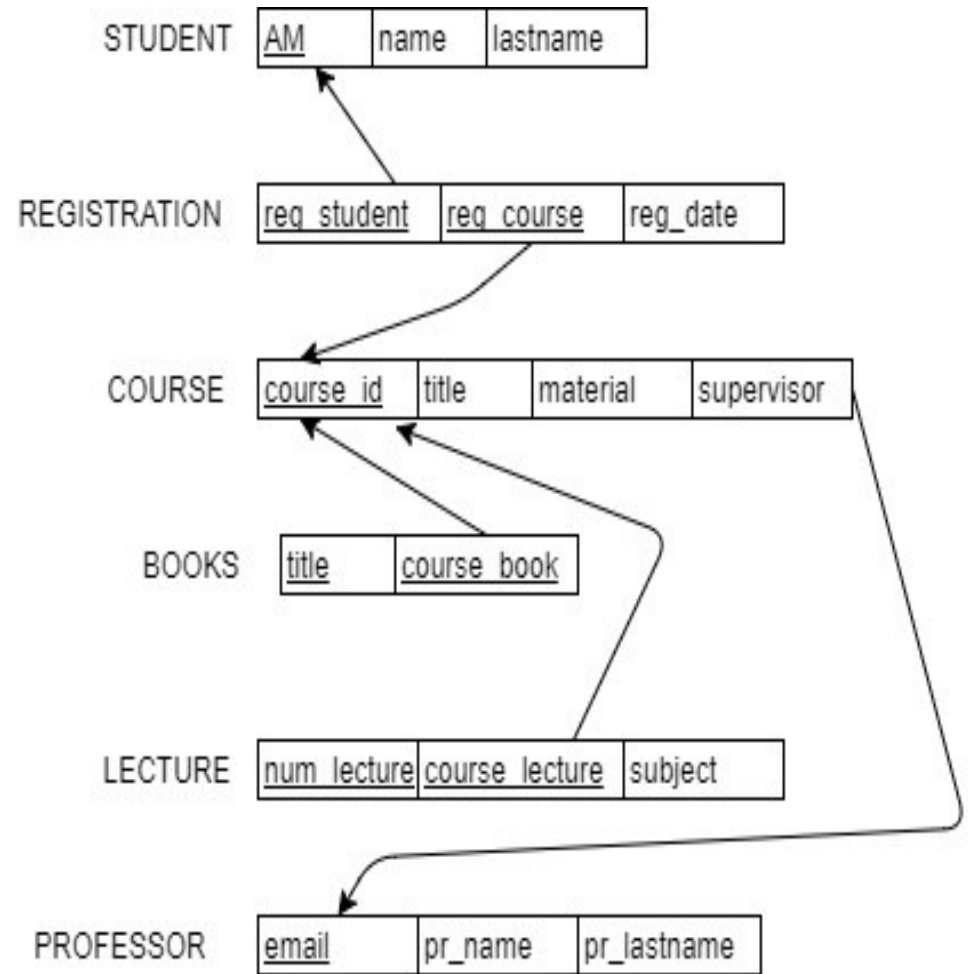 STUDENT AM name lastname
REGISTRATION reg_student reg_course reg_date
COURSE course_id title material supervisor
BOOKS title course_book
LECTURE num_lecture course_lecture subject
PROFESSOR email pr_name pr_lastname